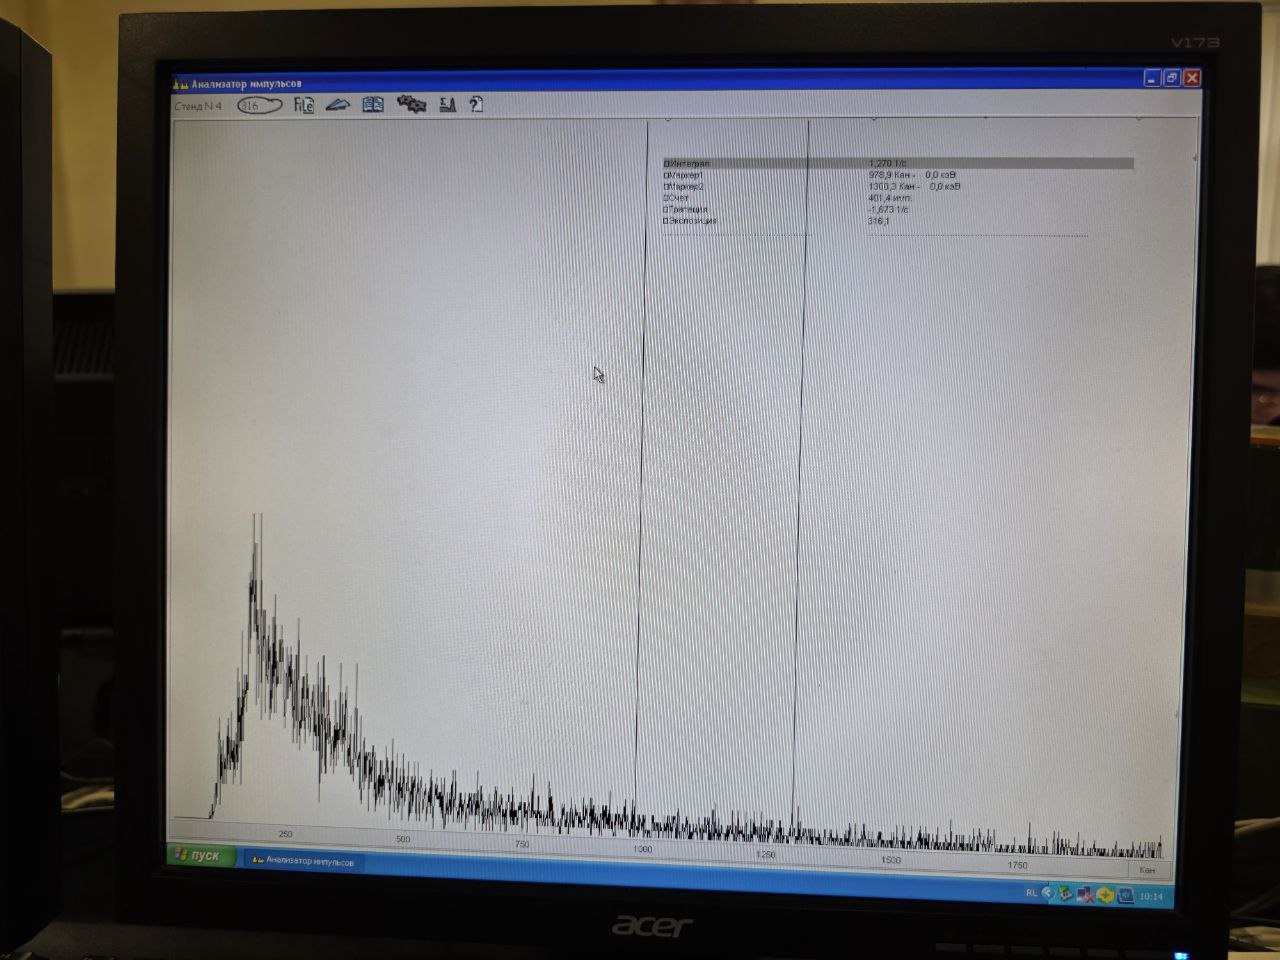 V173
Анализатор импульсов
Стенд N 4 316 FilE ?
Интеграл 1,270 1/с
Маркер1 978,9 Кан - 0,0 кэВ
Маркер2 1300,3 Кан - 0,0 кэВ
Счет 401,4 имп.
Трапеция -1,673 1/с
Экспозиция 316,1
250 500 750 1000 1250 1500 1750 Кан
пуск Анализатор импульсов RL 10:14
acer